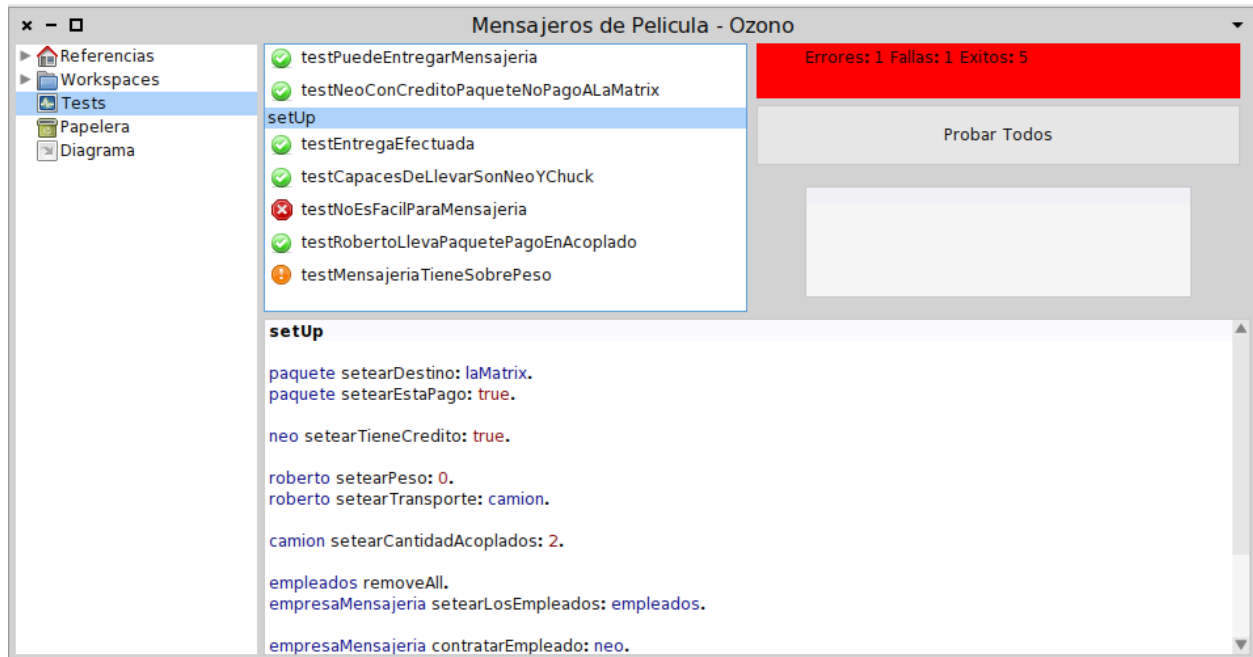 Mensajeros de Pelicula - Ozono
Referencias
Workspaces
Tests
Papelera
Diagrama
testPuedeEntregarMensajeria
testNeoConCreditoPaqueteNoPagoALaMatrix
setUp
testEntregaEfectuada
testCapacesDeLlevarSonNeoYChuck
testNoEsFacilParaMensajeria
testRobertoLlevaPaquetePagoEnAcoplado
testMensajeriaTieneSobrePeso
Errores: 1 Fallas: 1 Exitos: 5
Probar Todos
setUp
paquete setearDestino: laMatrix.
paquete setearEstaPago: true.
neo setearTieneCredito: true.
roberto setearPeso: 0.
roberto setearTransporte: camion.
camion setearCantidadAcoplados: 2.
empleados removeAll.
empresaMensajeria setearLosEmpleados: empleados.
empresaMensajeria contratarEmpleado: neo.